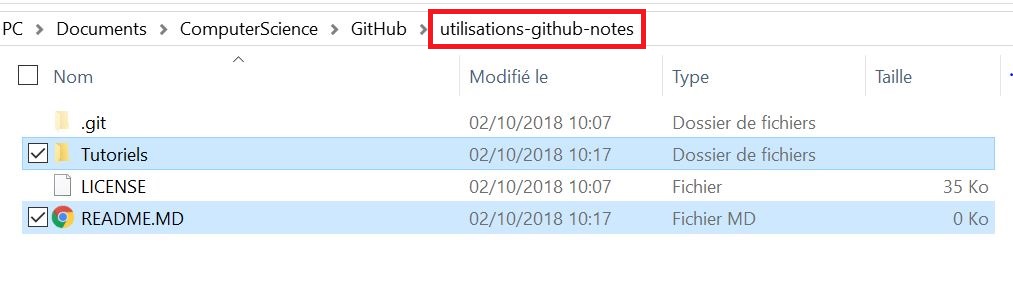 PC > Documents > ComputerScience > GitHub > utilisations-github-notes
Nom Modifié le Type Taille
.git 02/10/2018 10:07 Dossier de fichiers
Tutoriels 02/10/2018 10:17 Dossier de fichiers
LICENSE 02/10/2018 10:07 Fichier 35 Ko
README.MD 02/10/2018 10:17 Fichier MD 0 Ko